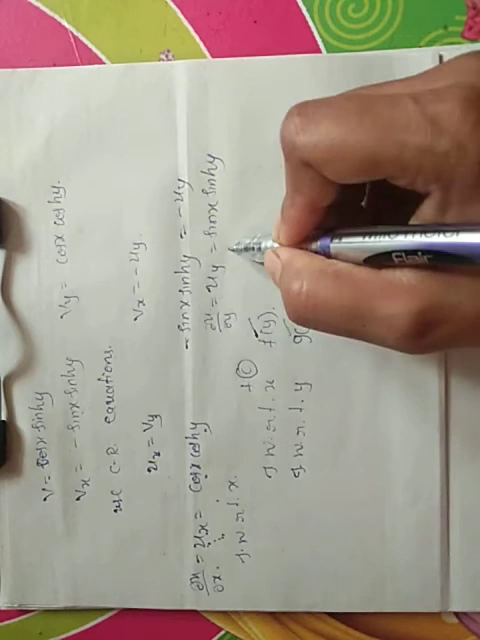 V = cosx sinhy
Vx = - sinx sinhy    Vy = cosx coshy.
use C-R equations.
ux = Vy    Vx = -uy.
∂u/∂x = ux = cosx coshy    - sinx sinhy = -uy
I. w. r. t. x.    ∂u/∂y = uy = sinx sinhy
+ c
I. w. r. t. x    f(y).
I. w. r. t. y
Flair